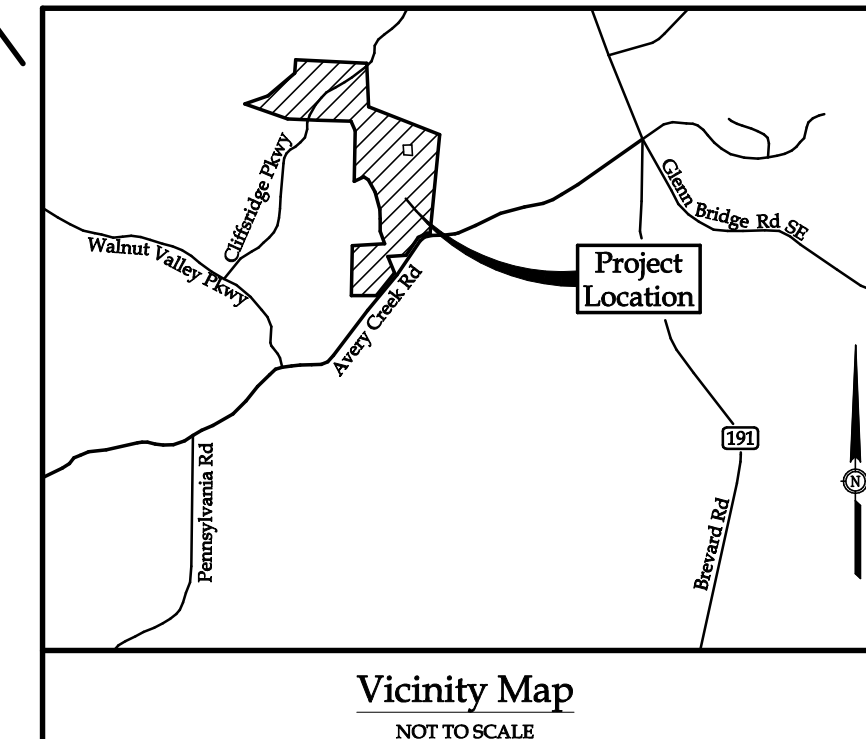 Cliffsridge Pkwy
Walnut Valley Pkwy
Glenn Bridge Rd SE
Project
Location
Avery Creek Rd
191
Pennsylvania Rd
N
Brevard Rd
Vicinity Map
NOT TO SCALE